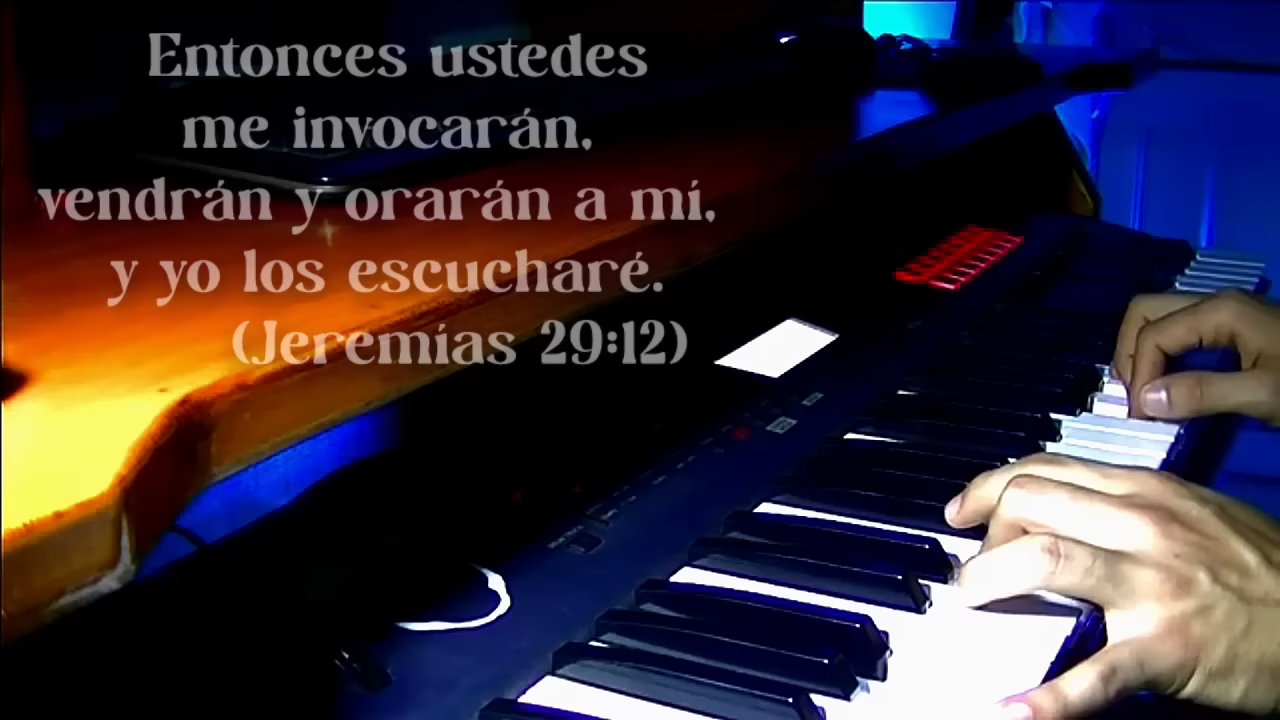 Entonces ustedes
me invocarán,
vendrán y orarán a mí,
y yo los escucharé.
(Jeremías 29:12)